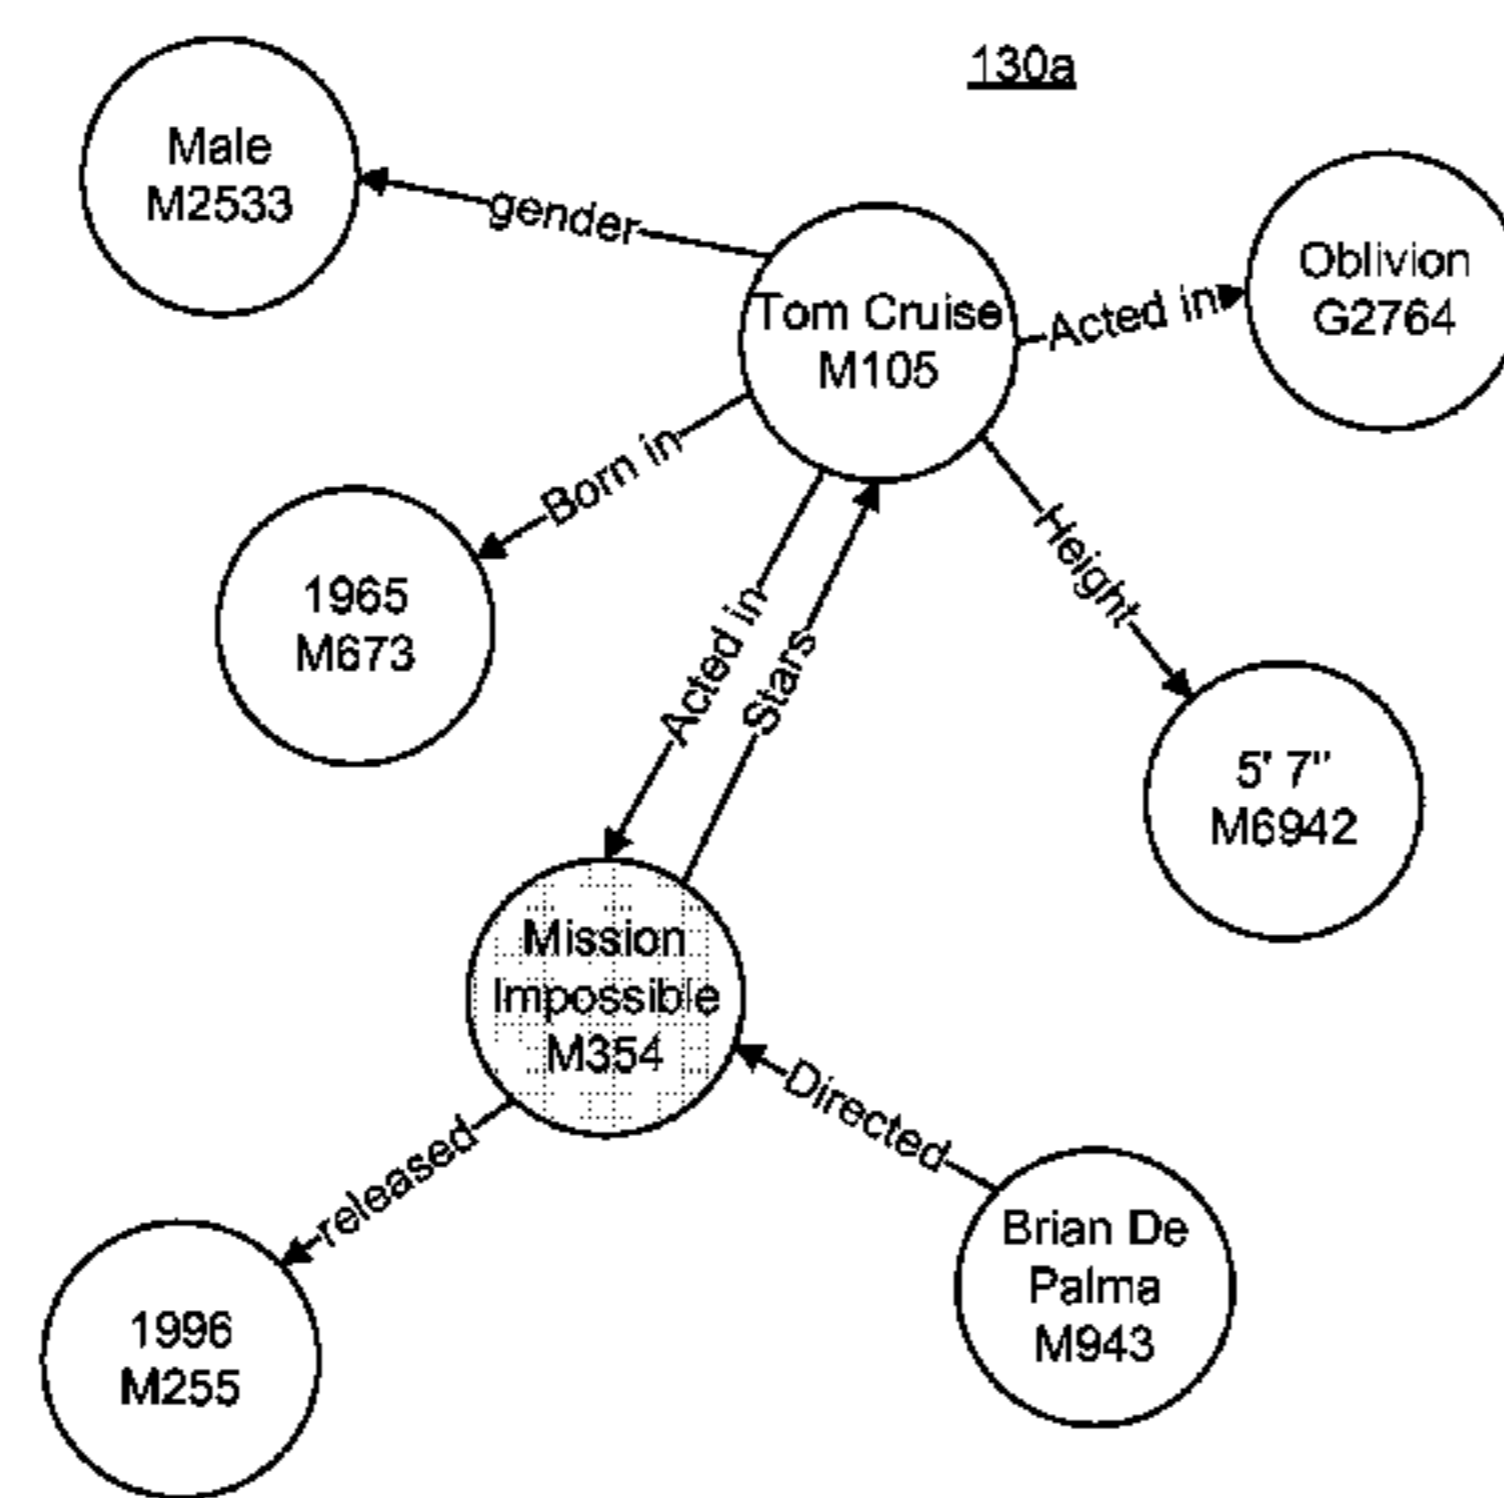 130a
Male
M2533
gender
Tom Cruise
M105
Acted in
Oblivion
G2764
Born in
1965
M673
Height
5' 7"
M6942
Acted in
Stars
Mission
Impossible
M354
Directed
Brian De
Palma
M943
released
1996
M255